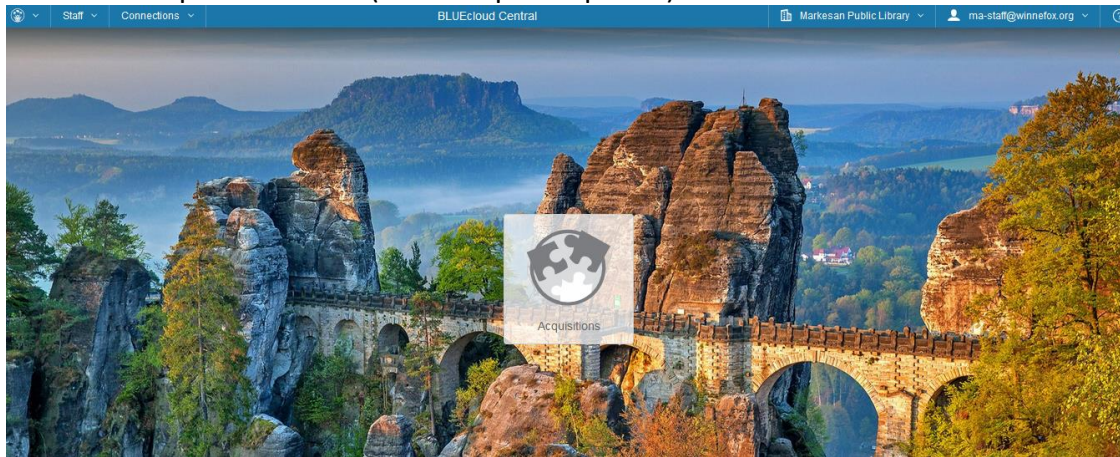 Staff Connections BLUEcloud Central Markesan Public Library ma-staff@winnefox.org
Acquisitions